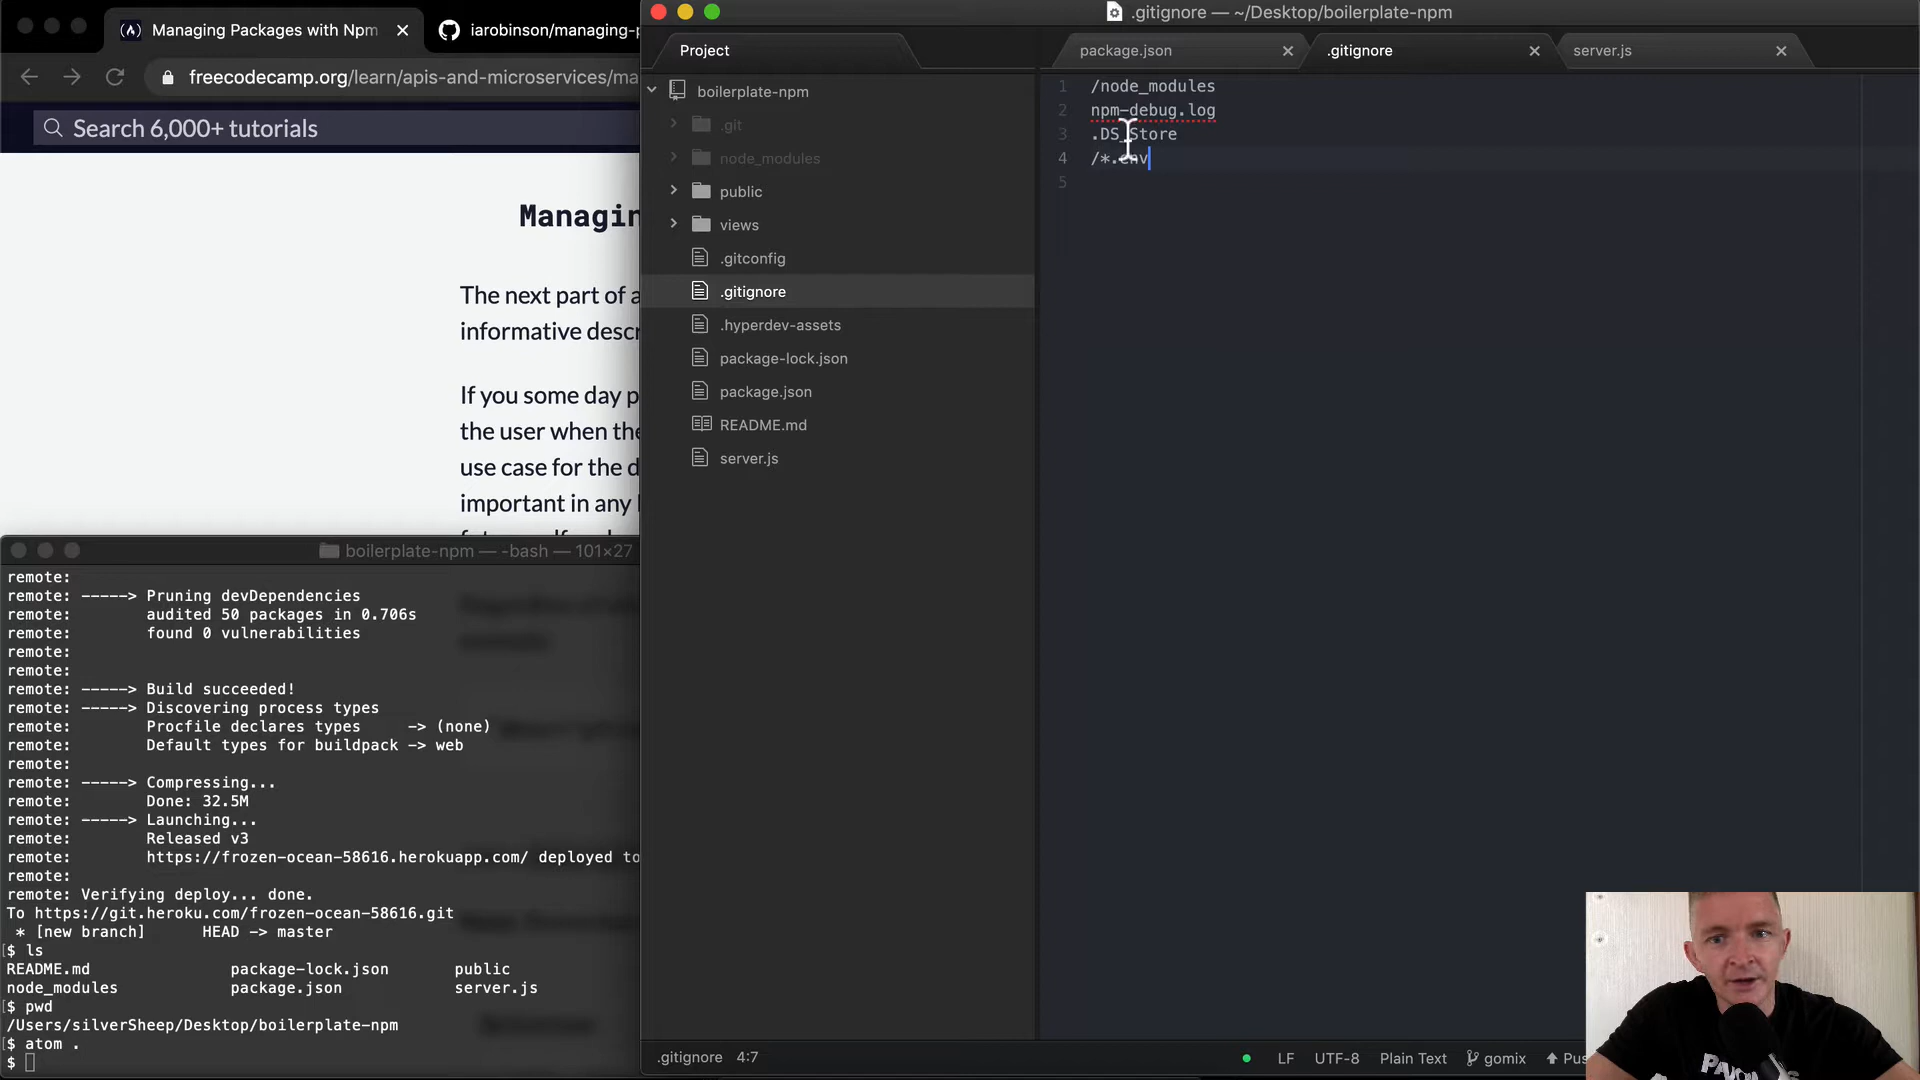 Managing Packages with Npm
iarobinson/managing-p
freecodecamp.org/learn/apis-and-microservices/ma
Search 6,000+ tutorials
Managin
The next part of a
informative descr
If you some day p
the user when the
use case for the d
important in any
boilerplate-npm — -bash — 101×27
remote:
remote: -----> Pruning devDependencies
remote:        audited 50 packages in 0.706s
remote:        found 0 vulnerabilities
remote:
remote:
remote: -----> Build succeeded!
remote: -----> Discovering process types
remote:        Procfile declares types     -> (none)
remote:        Default types for buildpack -> web
remote:
remote: -----> Compressing...
remote:        Done: 32.5M
remote: -----> Launching...
remote:        Released v3
remote:        https://frozen-ocean-58616.herokuapp.com/ deployed to
remote:
remote: Verifying deploy... done.
To https://git.heroku.com/frozen-ocean-58616.git
 * [new branch]      HEAD -> master
[$ ls
README.md               package-lock.json       public
node_modules            package.json            server.js
[$ pwd
/Users/silverSheep/Desktop/boilerplate-npm
[$ atom .
$
.gitignore — ~/Desktop/boilerplate-npm
Project
boilerplate-npm
.git
node_modules
public
views
.gitconfig
.gitignore
.hyperdev-assets
package-lock.json
package.json
README.md
server.js
package.json
.gitignore
server.js
1 /node_modules
2 npm-debug.log
3 .DS_Store
4 /*.env
5
.gitignore 4:7
LF UTF-8 Plain Text gomix Pus